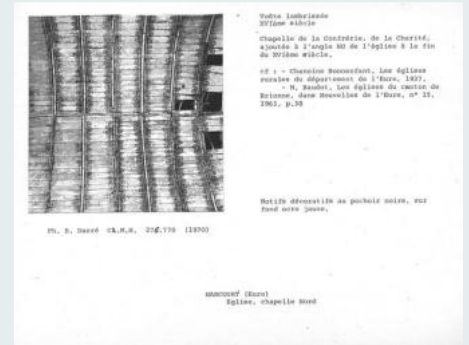 Voûte lambrissée
XVIème siècle
Chapelle de la Confrérie, de la Charité,
ajoutée à l'angle NO de l'église à la fin
du XVIème siècle.
cf : - Chanoine Bonnenfant, Les églises
rurales du département de l'Eure, 1937.
- M. Baudot, Les églises du canton de
Brionne, dans Nouvelles de l'Eure, n° 15,
1963, p.38
Motifs décoratifs au pochoir noirs, sur
fond ocre jaune.
Ph. B. M.H. (1970)
HARCOURT (Eure)
Eglise, chapelle Nord